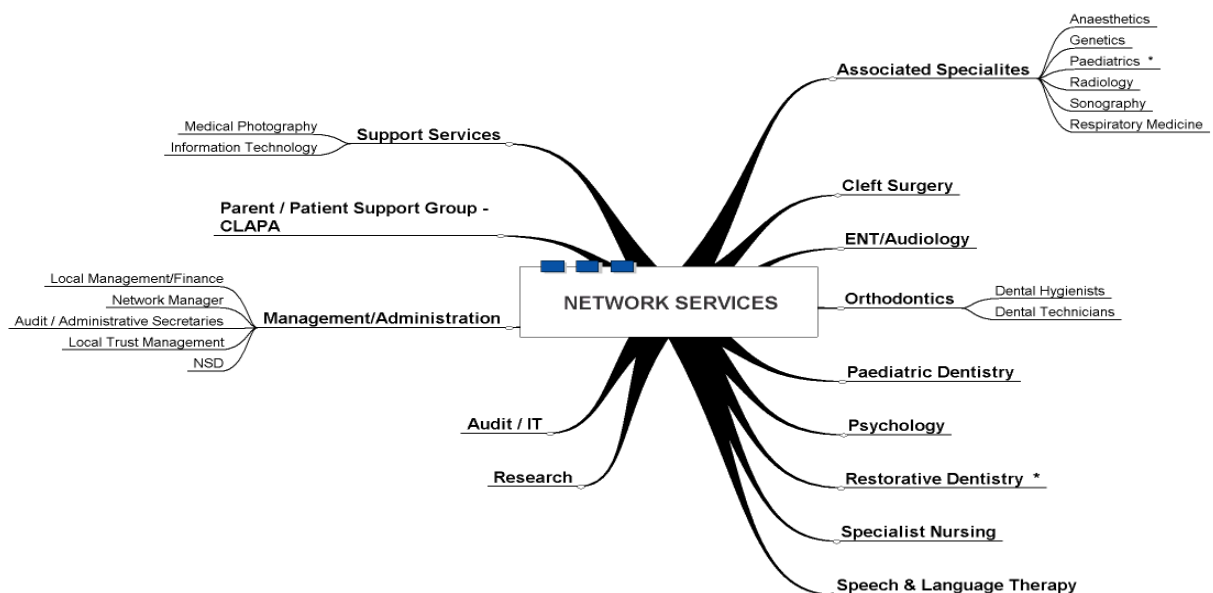 Anaesthetics
Genetics
Paediatrics *
Radiology
Sonography
Respiratory Medicine
Associated Specialites
Medical Photography
Information Technology
Support Services
Cleft Surgery
Parent / Patient Support Group -
CLAPA
ENT/Audiology
NETWORK SERVICES
Orthodontics
Dental Hygienists
Dental Technicians
Local Management/Finance
Network Manager
Audit / Administrative Secretaries
Local Trust Management
NSD
Management/Administration
Paediatric Dentistry
Audit / IT
Psychology
Research
Restorative Dentistry *
Specialist Nursing
Speech & Language Therapy